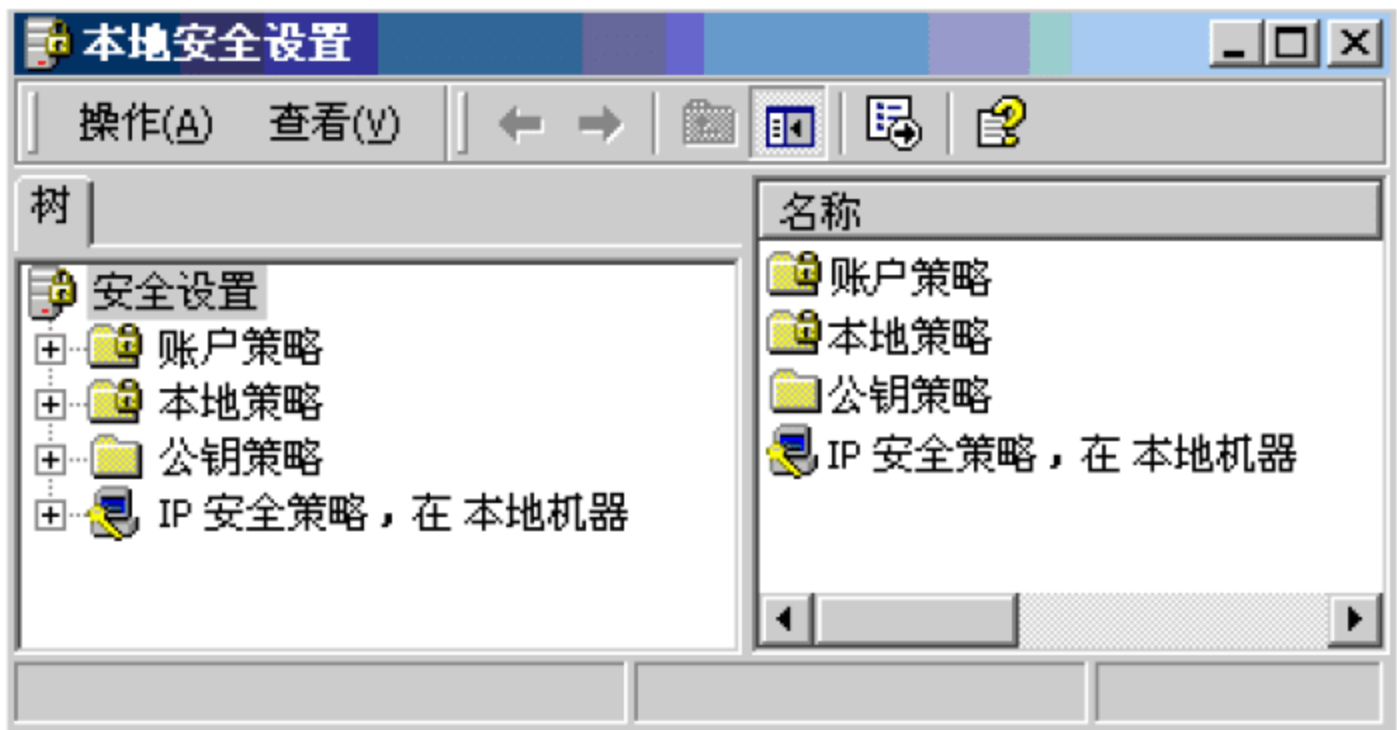 本地安全设置
操作(A) 查看(V)
树
名称
安全设置
账户策略
本地策略
公钥策略
IP 安全策略，在 本地机器
账户策略
本地策略
公钥策略
IP 安全策略，在 本地机器